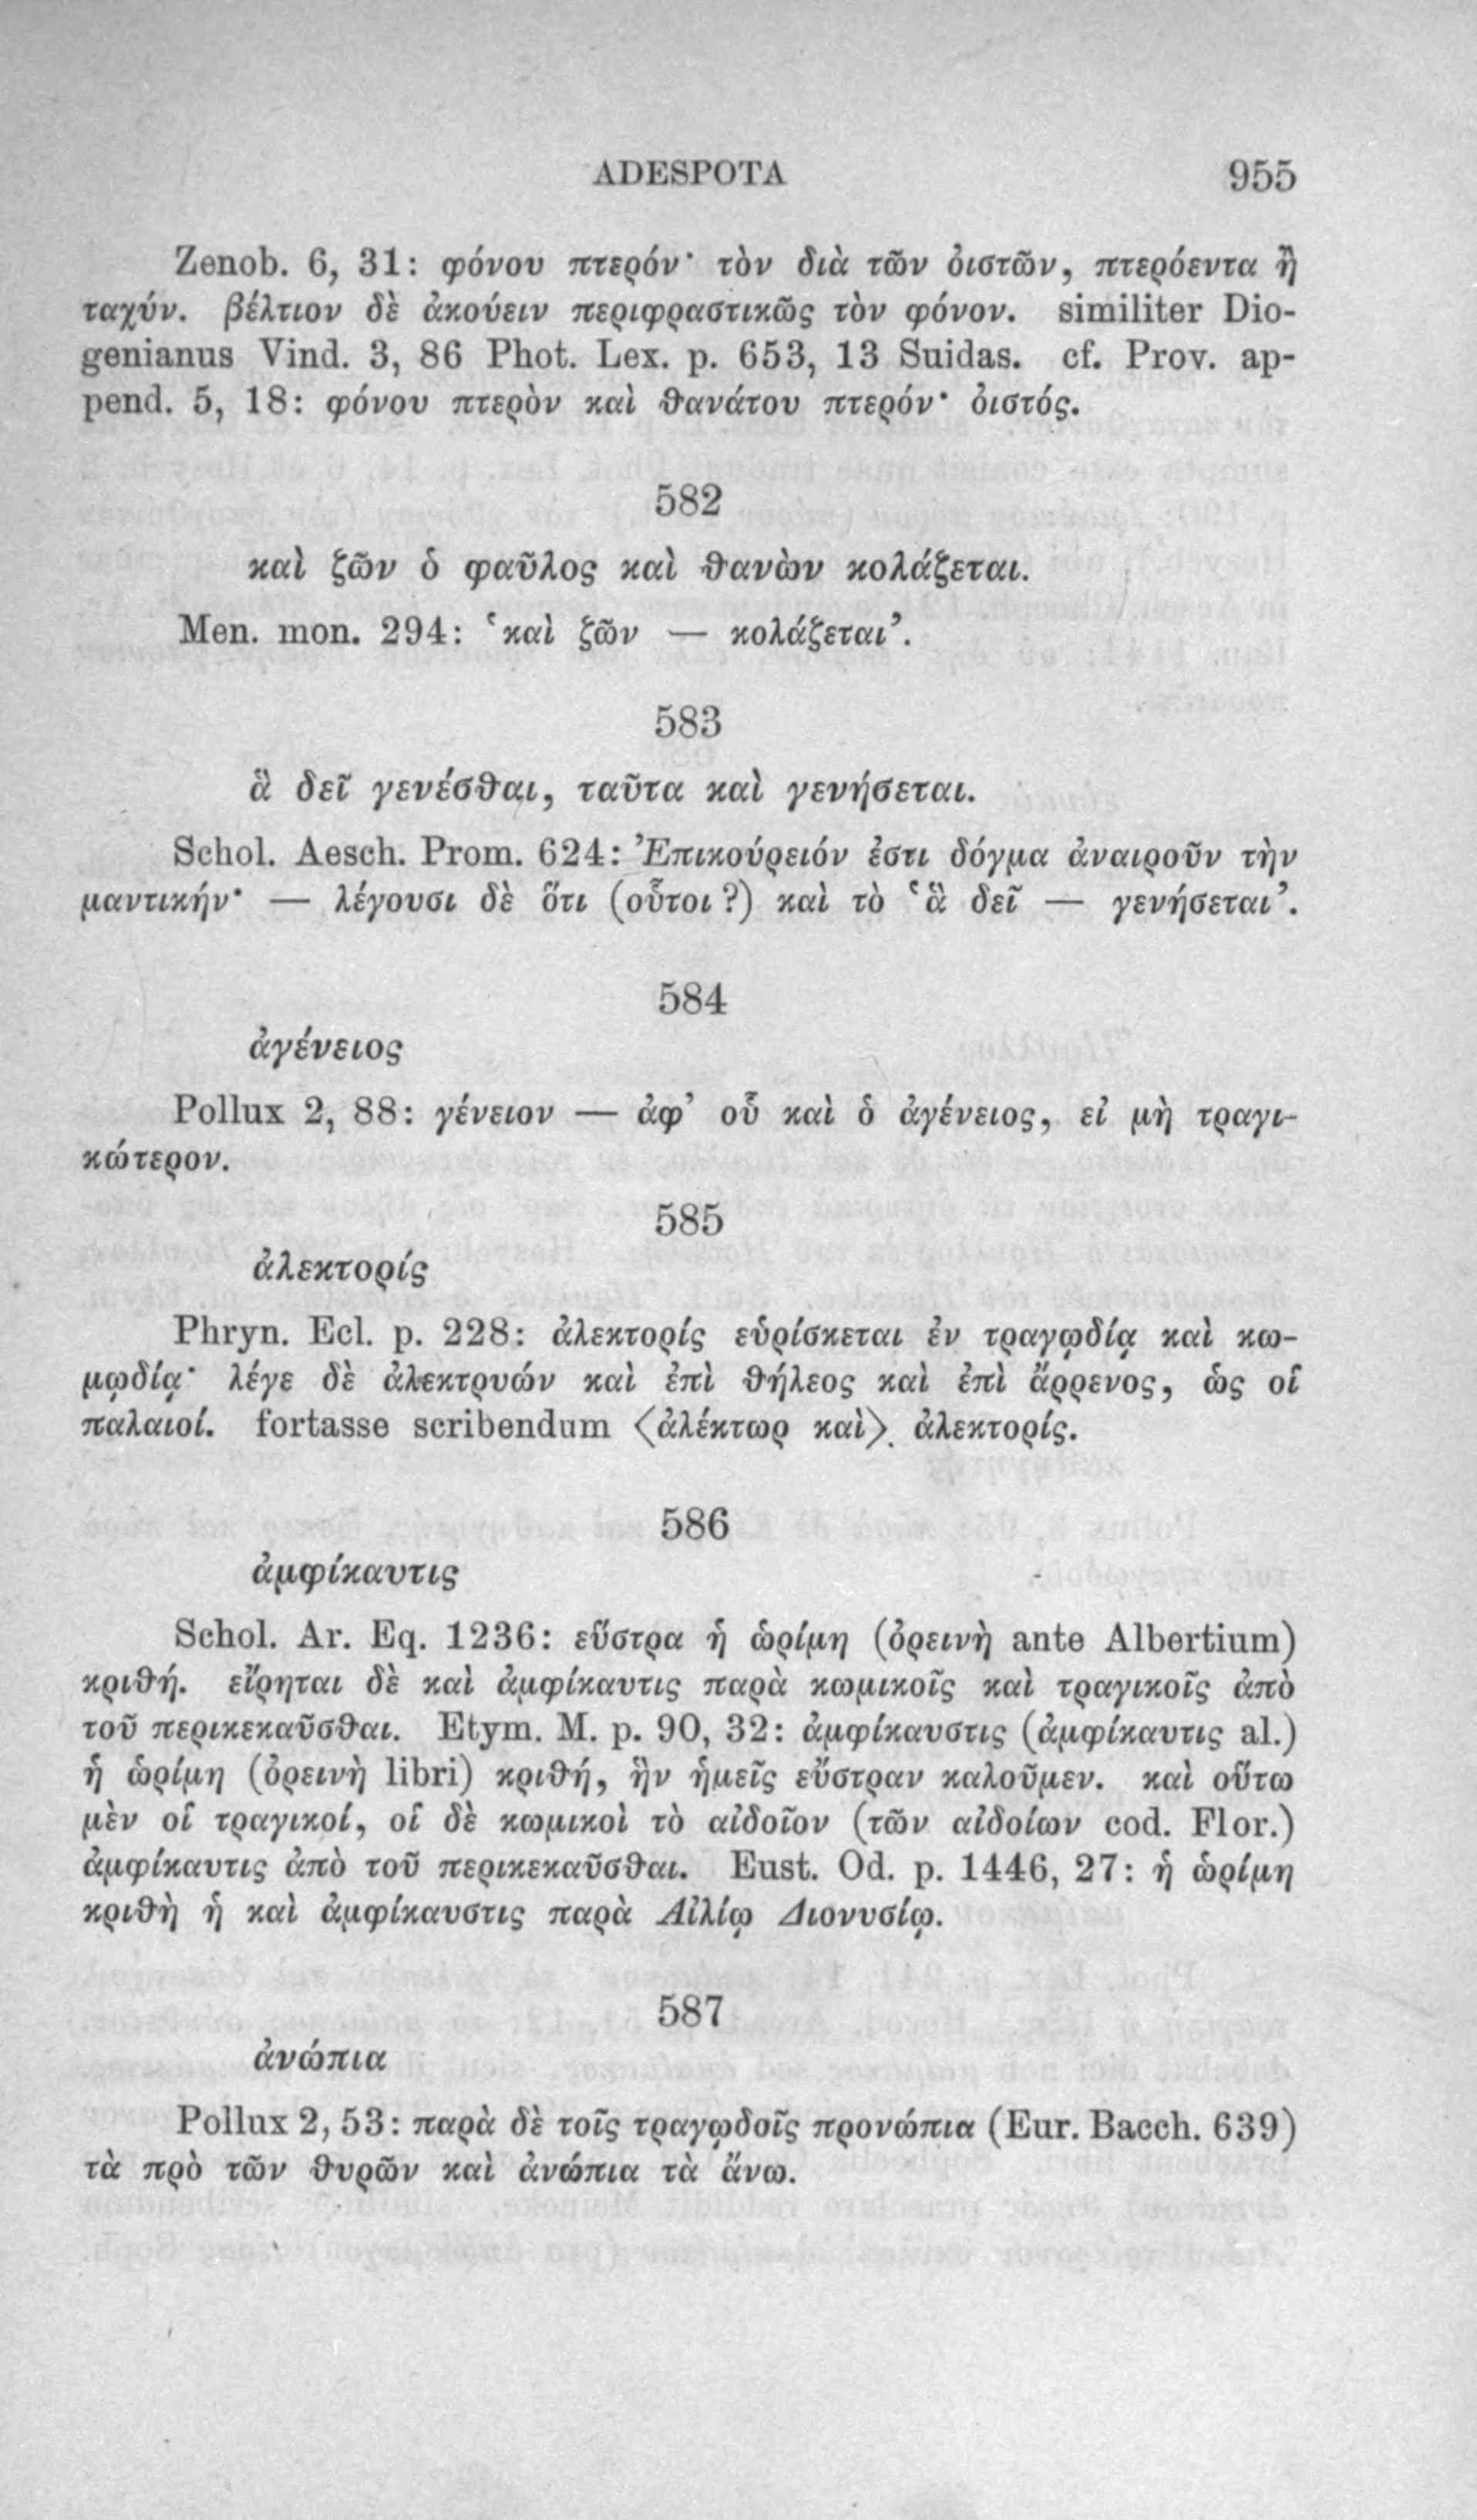 ADESPOTA 955
Zenob. 6, 31: φόνου πτερόν· τὸν διὰ τῶν ὀιστῶν, πτερόεντα ἢ
ταχύν. βέλτιον δὲ ἀκούειν περιφραστικῶς τὸν φόνον. similiter Dio-
genianus Vind. 3, 86 Phot. Lex. p. 653, 13 Suidas. cf. Prov. ap-
pend. 5, 18: φόνου πτερὸν καὶ θανάτου πτερόν· ὀιστός.
582
καὶ ζῶν ὁ φαῦλος καὶ θανὼν κολάζεται.
Men. mon. 294: ‛καὶ ζῶν — κολάζεται’.
583
ἃ δεῖ γενέσθαι, ταῦτα καὶ γενήσεται.
Schol. Aesch. Prom. 624: Ἐπικούρειόν ἐστι δόγμα ἀναιροῦν τὴν
μαντικήν· — λέγουσι δὲ ὅτι (οὗτοι?) καὶ τὸ ‛ἃ δεῖ — γενήσεται’.
584
ἀγένειος
Pollux 2, 88: γένειον — ἀφ’ οὗ καὶ ὁ ἀγένειος, εἰ μὴ τραγι-
κώτερον.
585
ἀλεκτορίς
Phryn. Ecl. p. 228: ἀλεκτορίς εὑρίσκεται ἐν τραγῳδίᾳ καὶ κω-
μῳδίᾳ· λέγε δὲ ἀλεκτρυών καὶ ἐπὶ θήλεος καὶ ἐπὶ ἄρρενος, ὡς οἱ
παλαιοί. fortasse scribendum ⟨ἀλέκτωρ καὶ⟩ ἀλεκτορίς.
586
ἀμφίκαυτις
Schol. Ar. Eq. 1236: εὕστρα ἡ ὡρίμη (ὀρεινὴ ante Albertium)
κριθή. εἴρηται δὲ καὶ ἀμφίκαυτις παρὰ κωμικοῖς καὶ τραγικοῖς ἀπὸ
τοῦ περικεκαῦσθαι. Etym. M. p. 90, 32: ἀμφίκαυστις (ἀμφίκαυτις al.)
ἡ ὡρίμη (ὀρεινὴ libri) κριθή, ἣν ἡμεῖς εὔστραν καλοῦμεν. καὶ οὕτω
μὲν οἱ τραγικοί, οἱ δὲ κωμικοὶ τὸ αἰδοῖον (τῶν αἰδοίων cod. Flor.)
ἀμφίκαυτις ἀπὸ τοῦ περικεκαῦσθαι. Eust. Od. p. 1446, 27: ἡ ὡρίμη
κριθὴ ἡ καὶ ἀμφίκαυστις παρὰ Αἰλίῳ Διονυσίῳ.
587
ἀνώπια
Pollux 2, 53: παρὰ δὲ τοῖς τραγῳδοῖς προνώπια (Eur. Bacch. 639)
τὰ πρὸ τῶν θυρῶν καὶ ἀνώπια τὰ ἄνω.